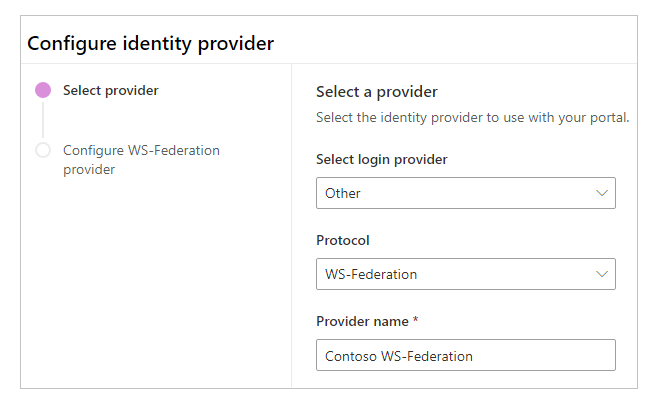 Configure identity provider
Select provider
Configure WS-Federation
provider
Select a provider
Select the identity provider to use with your portal.
Select login provider
Other
Protocol
WS-Federation
Provider name *
Contoso WS-Federation